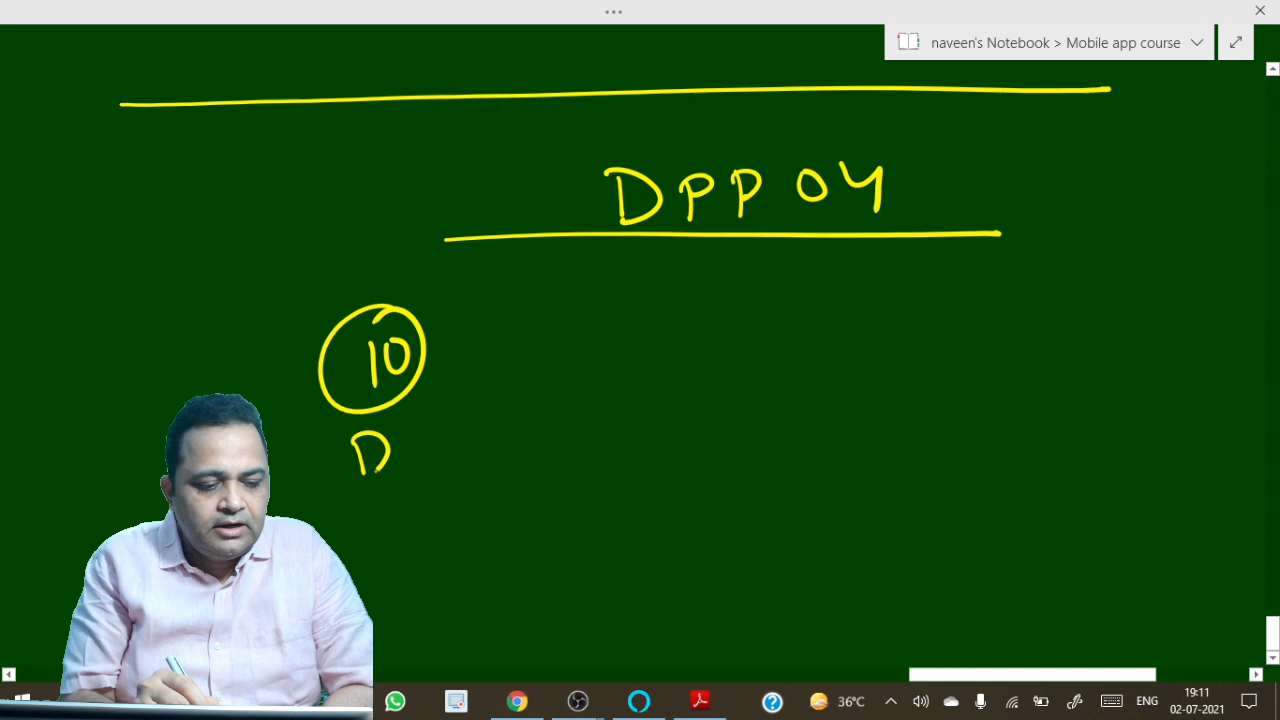 naveen's Notebook > Mobile app course
DPP 04
10
D
36°C
ENG
19:11
02-07-2021